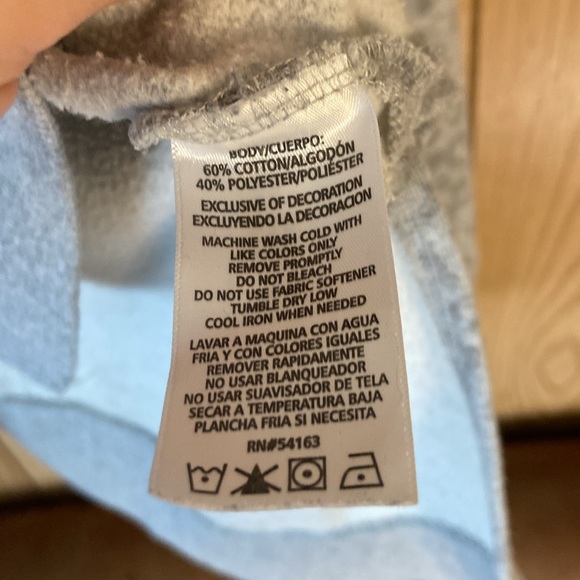 BODY/CUERPO:
60% COTTON/ALGODÓN
40% POLYESTER/POLIÉSTER
EXCLUSIVE OF DECORATION
EXCLUYENDO LA DECORACION
MACHINE WASH COLD WITH
LIKE COLORS ONLY
REMOVE PROMPTLY
DO NOT BLEACH
DO NOT USE FABRIC SOFTENER
TUMBLE DRY LOW
COOL IRON WHEN NEEDED
LAVAR A MAQUINA CON AGUA
FRIA Y CON COLORES IGUALES
REMOVER RAPIDAMENTE
NO USAR BLANQUEADOR
NO USAR SUAVISADOR DE TELA
SECAR A TEMPERATURA BAJA
PLANCHA FRIA SI NECESITA
RN#54163